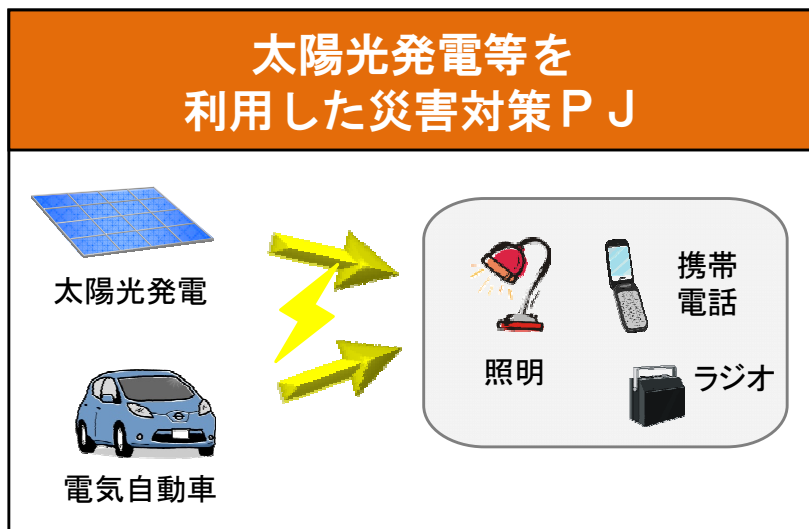 太陽光発電等を
利用した災害対策ＰＪ
太陽光発電
電気自動車
照明
携帯
電話
ラジオ